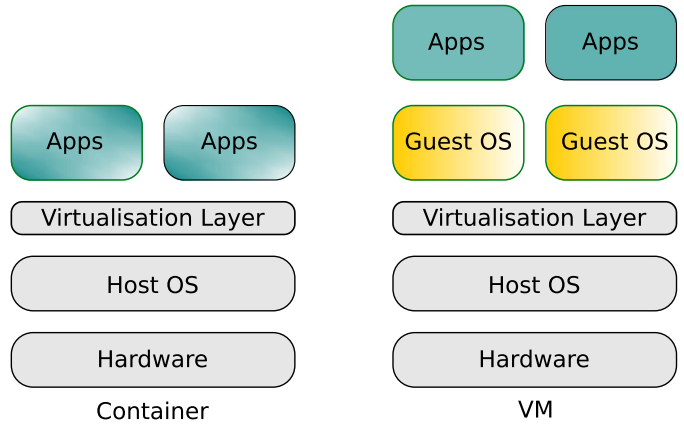 Apps Apps
Apps Apps
Guest OS Guest OS
Virtualisation Layer Virtualisation Layer
Host OS Host OS
Hardware Hardware
Container VM